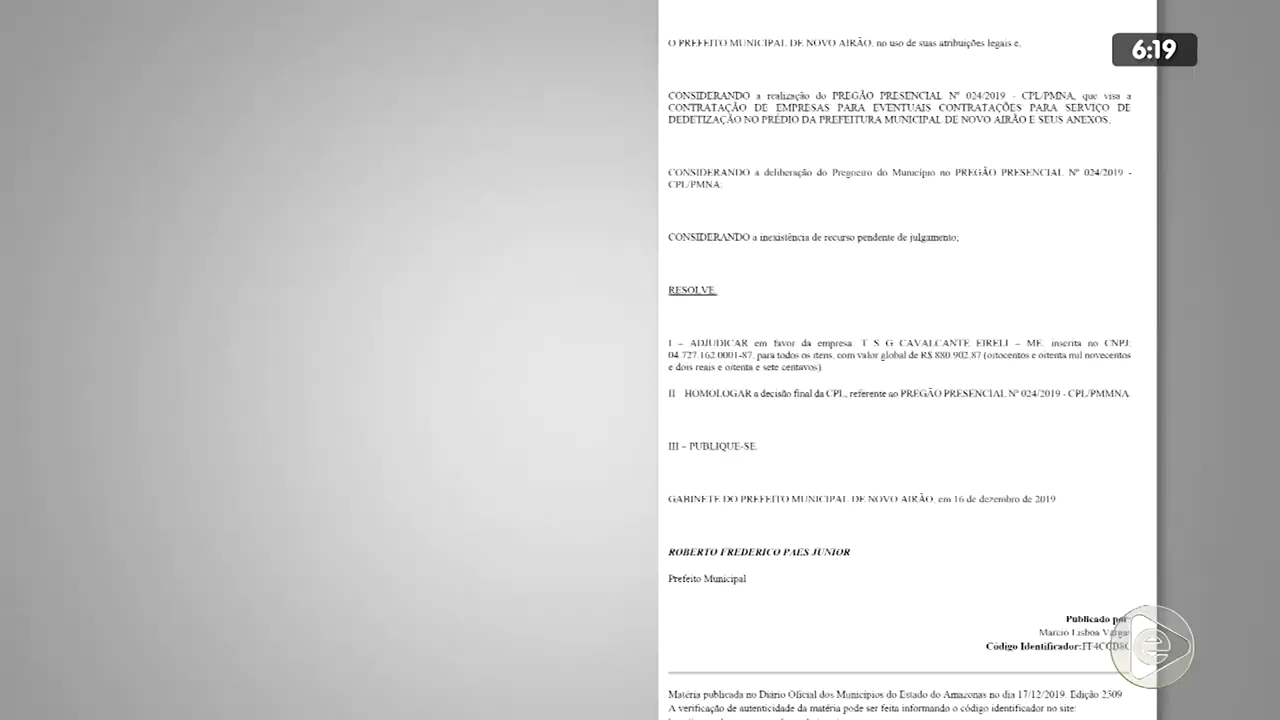 O PREFEITO MUNICIPAL DE NOVO AIRÃO, no uso de suas atribuições legais e,
6:19
CONSIDERANDO a realização do PREGÃO PRESENCIAL Nº 024/2019 - CPL/PMNA, que visa a
CONTRATAÇÃO DE EMPRESAS PARA EVENTUAIS CONTRATAÇÕES PARA SERVIÇO DE
DEDETIZAÇÃO NO PRÉDIO DA PREFEITURA MUNICIPAL DE NOVO AIRÃO E SEUS ANEXOS.
CONSIDERANDO a deliberação do Pregoeiro do Município no PREGÃO PRESENCIAL Nº 024/2019 -
CPL/PMNA;
CONSIDERANDO a inexistência de recurso pendente de julgamento;
RESOLVE
I – ADJUDICAR em favor da empresa T S G CAVALCANTE EIRELI – ME, inscrita no CNPJ:
04.727.162.0001-87, para todos os itens, com valor global de R$ 880.902,87 (oitocentos e oitenta mil novecentos
e dois reais e oitenta e sete centavos)
II HOMOLOGAR a decisão final da CPL, referente ao PREGÃO PRESENCIAL Nº 024/2019 - CPL/PMMNA.
III – PUBLIQUE-SE.
GABINETE DO PREFEITO MUNICIPAL DE NOVO AIRÃO, em 16 de dezembro de 2019
ROBERTO FREDERICO PAES JUNIOR
Prefeito Municipal
Publicado por:
Marcio Lisboa Vargas
Código Identificador:
Matéria publicada no Diário Oficial dos Municípios do Estado do Amazonas no dia 17/12/2019. Edição 2509
A verificação de autenticidade da matéria pode ser feita informando o código identificador no site: